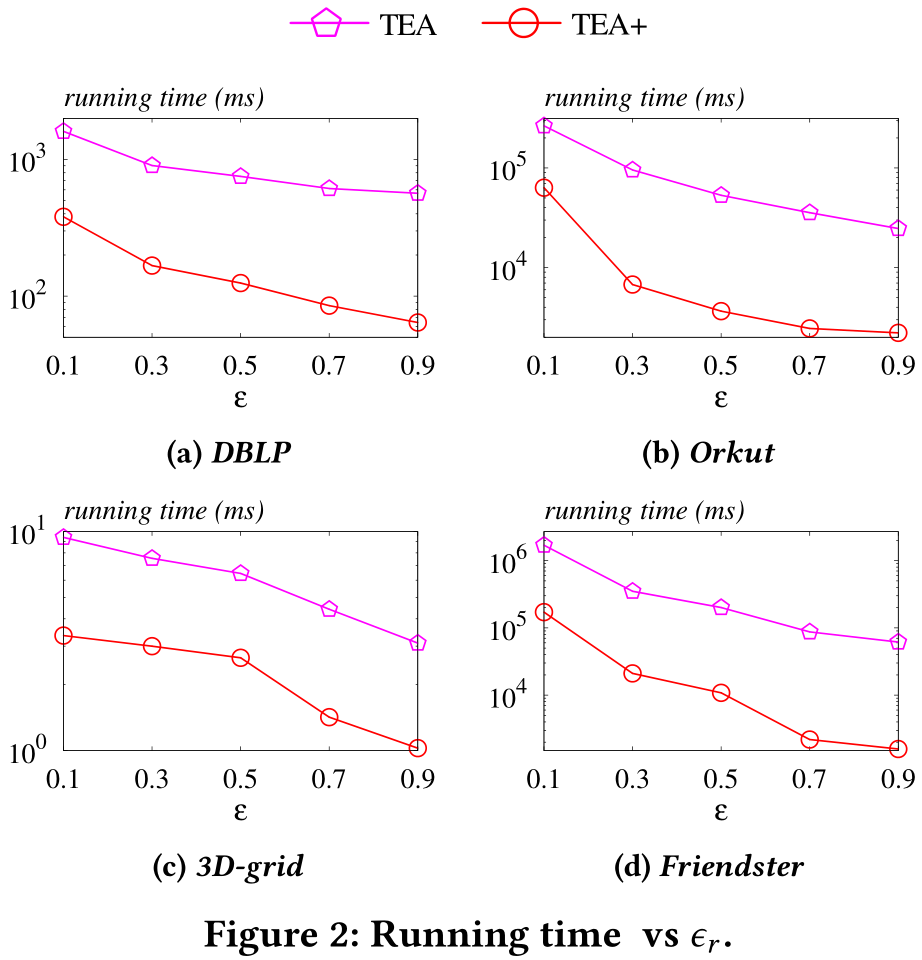 TEA TEA+
running time (ms)
10^3
10^2
0.1 0.3 0.5 0.7 0.9
ε
(a) DBLP
running time (ms)
10^5
10^4
0.1 0.3 0.5 0.7 0.9
ε
(b) Orkut
running time (ms)
10^1
10^0
0.1 0.3 0.5 0.7 0.9
ε
(c) 3D-grid
running time (ms)
10^6
10^5
10^4
0.1 0.3 0.5 0.7 0.9
ε
(d) Friendster
Figure 2: Running time vs ϵ_r.